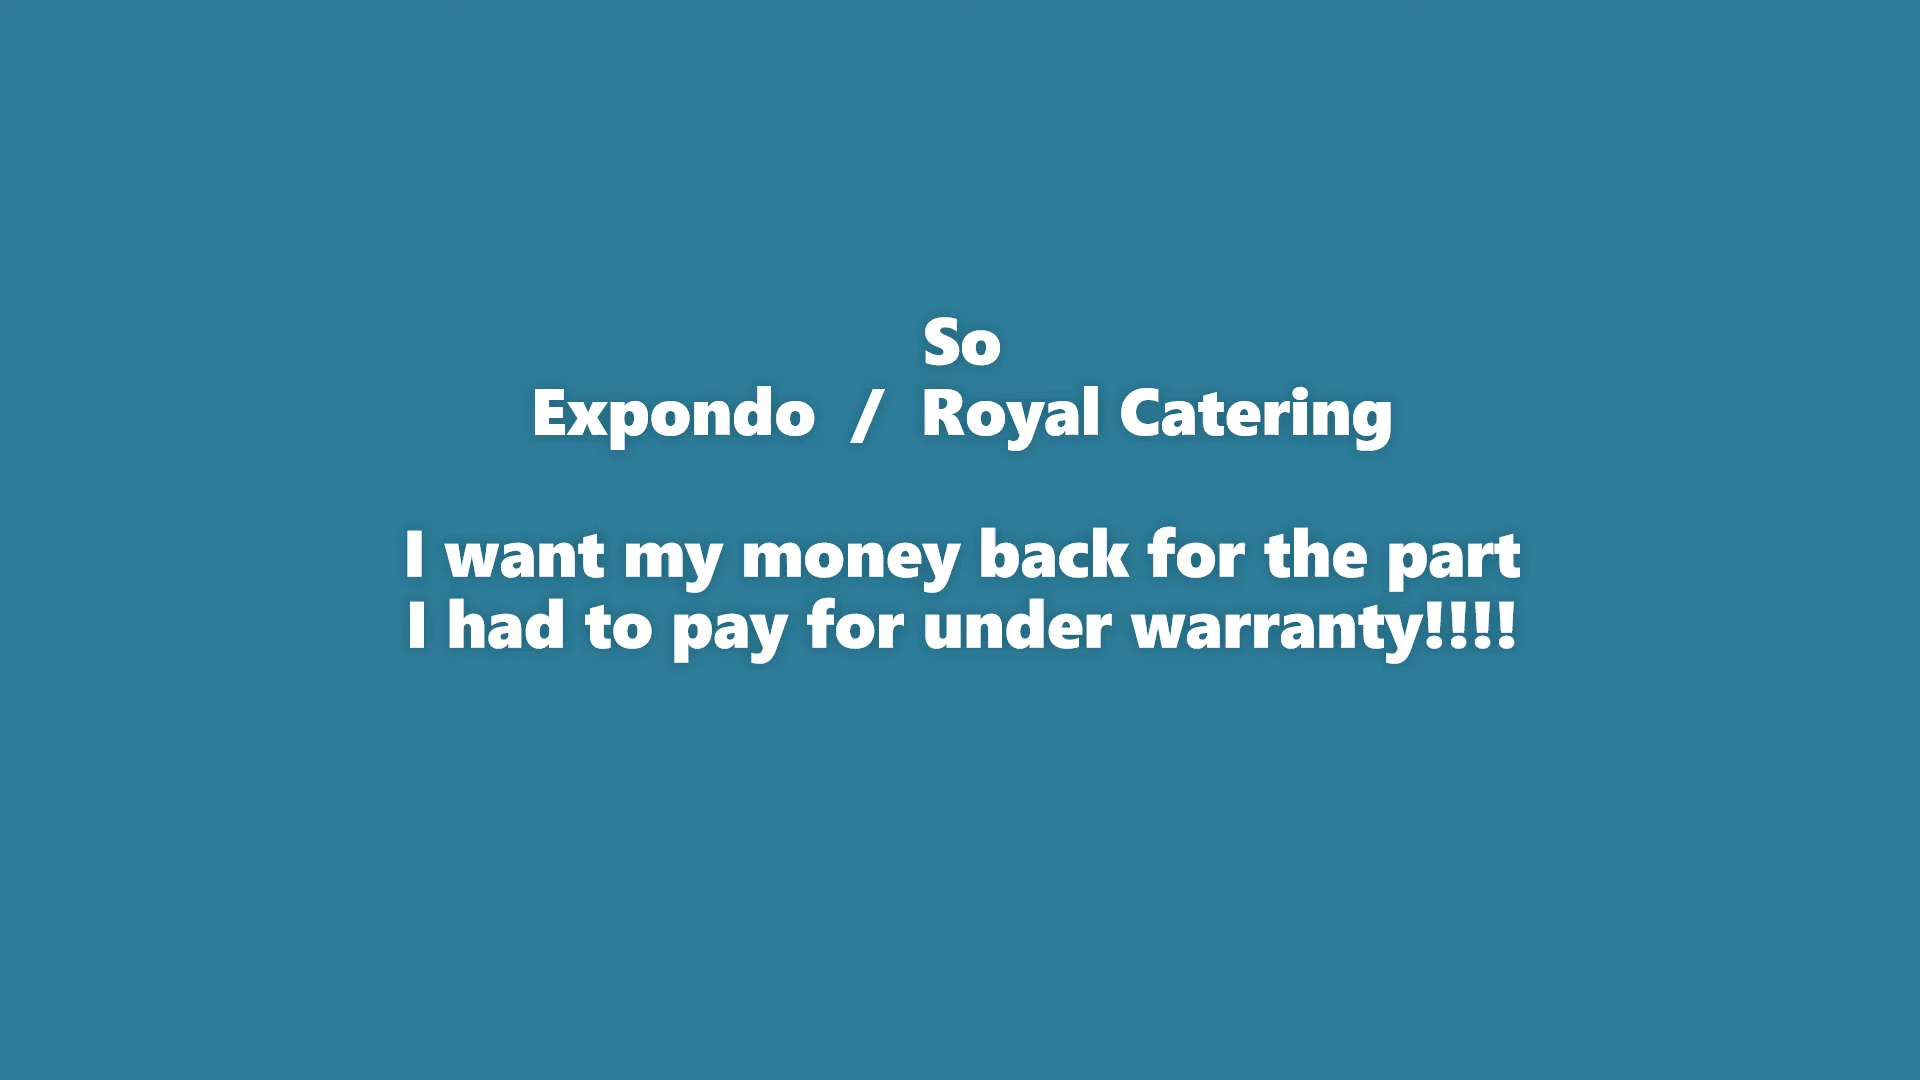 So
Expondo / Royal Catering
I want my money back for the part
I had to pay for under warranty!!!!